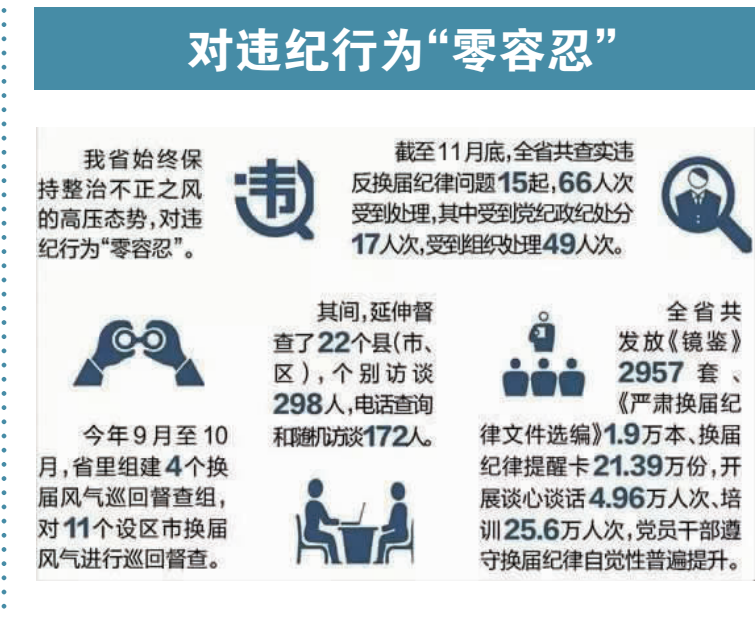 对违纪行为“零容忍”
我省始终保
持整治不正之风
的高压态势,对违
纪行为“零容忍”。
违
截至11月底,全省共查实违
反换届纪律问题15起,66人次
受到处理,其中受到党纪政纪处分
17人次,受到组织处理49人次。
今年9月至10
月,省里组建4个换
届风气巡回督查组,
对11个设区市换届
风气进行巡回督查。
其间,延伸督
查了22个县(市、
区),个别访谈
298人,电话查询
和随机访谈172人。
全省共
发放《镜鉴》
2957套、
《严肃换届纪
律文件选编》1.9万本、换届
纪律提醒卡21.39万份,开
展谈心谈话4.96万人次、培
训25.6万人次,党员干部遵
守换届纪律自觉性普遍提升。